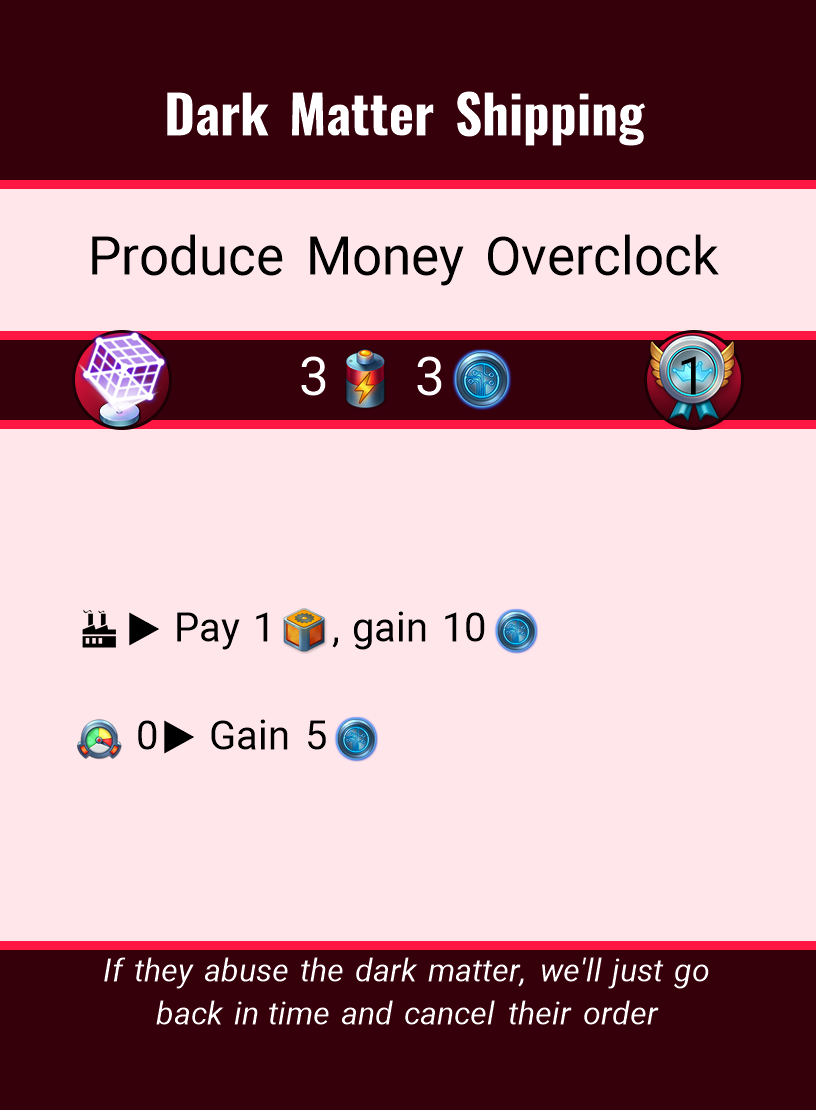 Dark Matter Shipping
Produce Money Overclock
3 3 1
Pay 1 , gain 10
0 Gain 5
If they abuse the dark matter, we'll just go
back in time and cancel their order